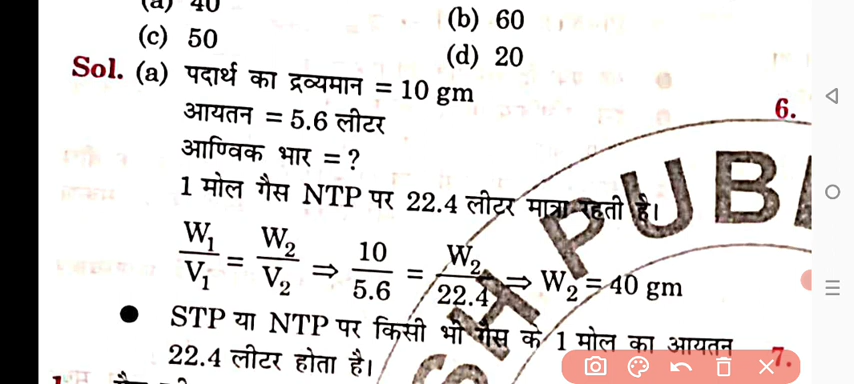 (a) 40
(b) 60
(c) 50
(d) 20
Sol. (a) पदार्थ का द्रव्यमान = 10 gm
आयतन = 5.6 लीटर
6.
आण्विक भार = ?
1 मोल गैस NTP पर 22.4 लीटर मात्रा रहती है।
W₁/V₁ = W₂/V₂ ⇒ 10/5.6 = W₂/22.4 ⇒ W₂ = 40 gm
● STP या NTP पर किसी भी गैस के 1 मोल का आयतन
22.4 लीटर होता है।
7.
SH PUB